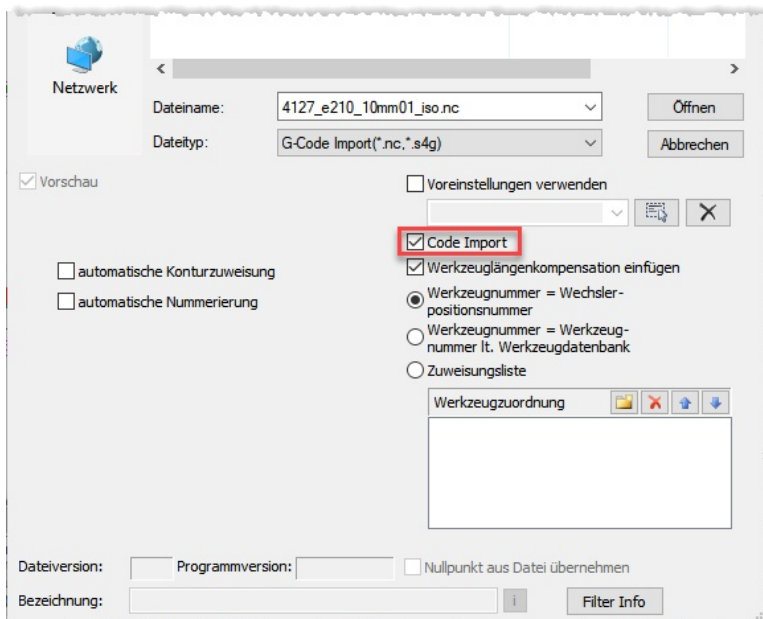 Netzwerk
Dateiname:
4127_e210_10mm01_iso.nc
Öffnen
Dateityp:
G-Code Import(*.nc,*.s4g)
Abbrechen
Vorschau
Voreinstellungen verwenden
Code Import
automatische Konturzuweisung
Werkzeuglängenkompensation einfügen
automatische Nummerierung
Werkzeugnummer = Wechsler-
positionsnummer
Werkzeugnummer = Werkzeug-
nummer lt. Werkzeugdatenbank
Zuweisungsliste
Werkzeugzuordnung
Dateiversion:
Programmversion:
Nullpunkt aus Datei übernehmen
Bezeichnung:
i
Filter Info